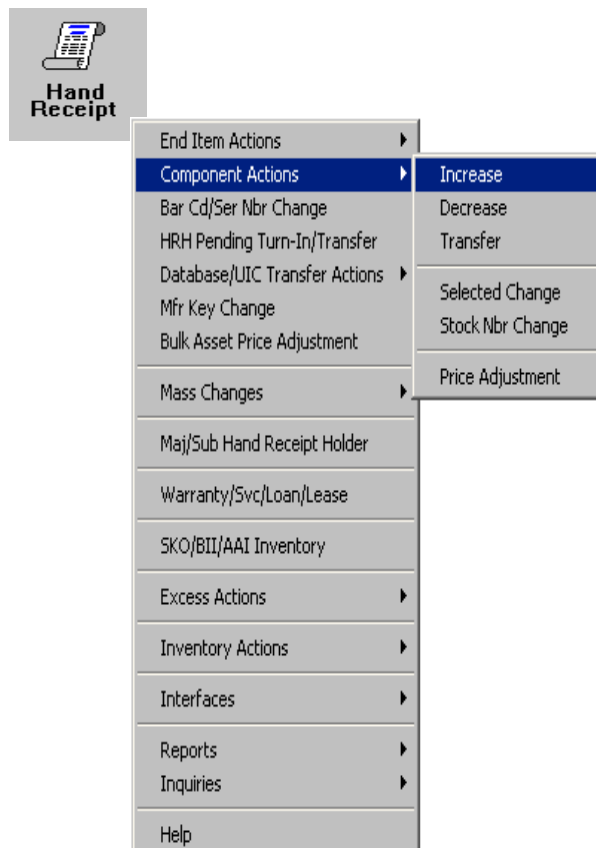 Hand
Receipt
End Item Actions
Component Actions
Bar Cd/Ser Nbr Change
HRH Pending Turn-In/Transfer
Database/UIC Transfer Actions
Mfr Key Change
Bulk Asset Price Adjustment
Mass Changes
Maj/Sub Hand Receipt Holder
Warranty/Svc/Loan/Lease
SKO/BII/AAI Inventory
Excess Actions
Inventory Actions
Interfaces
Reports
Inquiries
Help
Increase
Decrease
Transfer
Selected Change
Stock Nbr Change
Price Adjustment